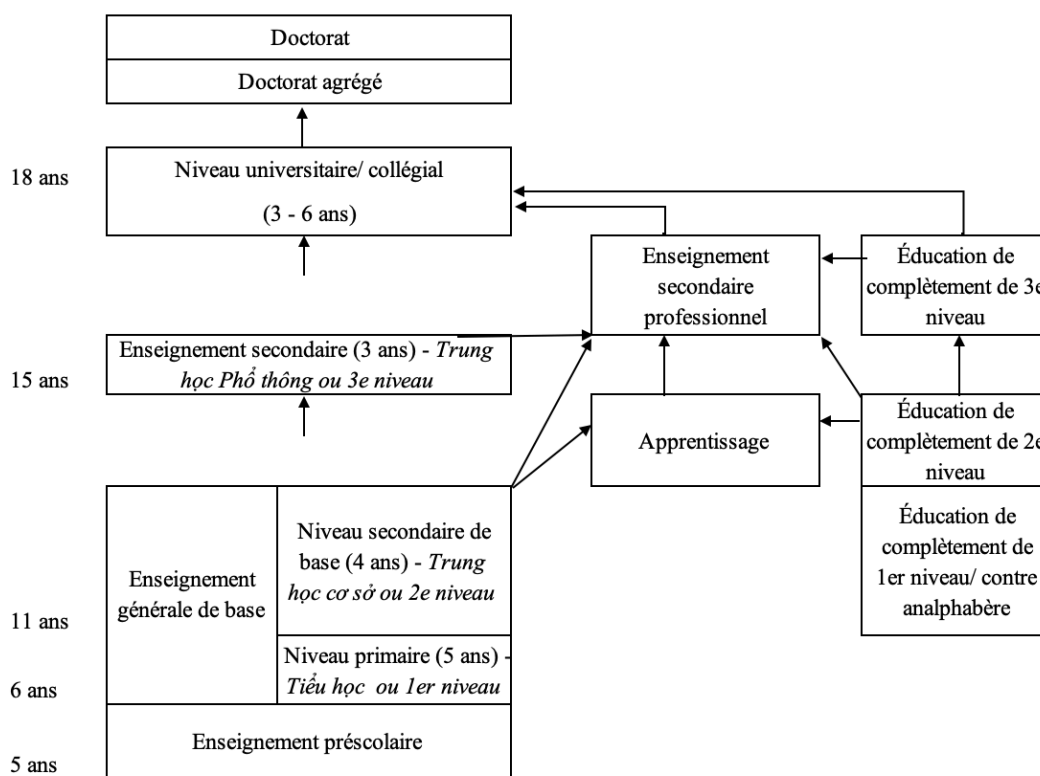 Doctorat
Doctorat agrégé
18 ans
Niveau universitaire/ collégial
(3 - 6 ans)
Enseignement
secondaire
professionnel
Éducation de
complètement de 3e
niveau
Enseignement secondaire (3 ans) - Trung
học Phổ thông ou 3e niveau
15 ans
Apprentissage
Éducation de
complètement de 2e
niveau
Enseignement
générale de base
Niveau secondaire de
base (4 ans) - Trung
học cơ sở ou 2e niveau
Éducation de
complètement de
1er niveau/ contre
analphabère
11 ans
Niveau primaire (5 ans) -
Tiểu học ou 1er niveau
6 ans
Enseignement préscolaire
5 ans